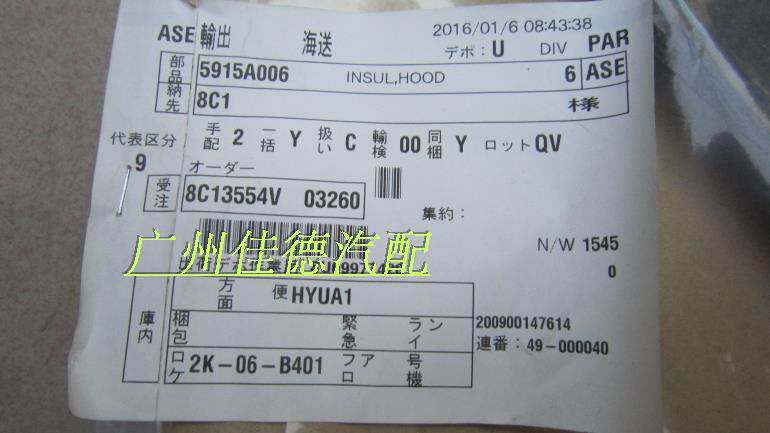 2016/01/6 08:43:38
ASE 輸出 海送 デポ: U DIV PAR
部品 5915A006 INSUL,HOOD 6 ASE
納先 8C1 様
代表区分 手配 2 一括 Y 扱い C 輸検 00 同梱 Y ロット QV
9 オーダー
受注 8C13554V 03260 集約:
N/W 1545
广州佳德汽配
0
方面 便 HYUA1
庫内 梱包 緊急 ライン 200900147614
連番: 49-000040
ロケ 2K-06-B401 フロア 号機